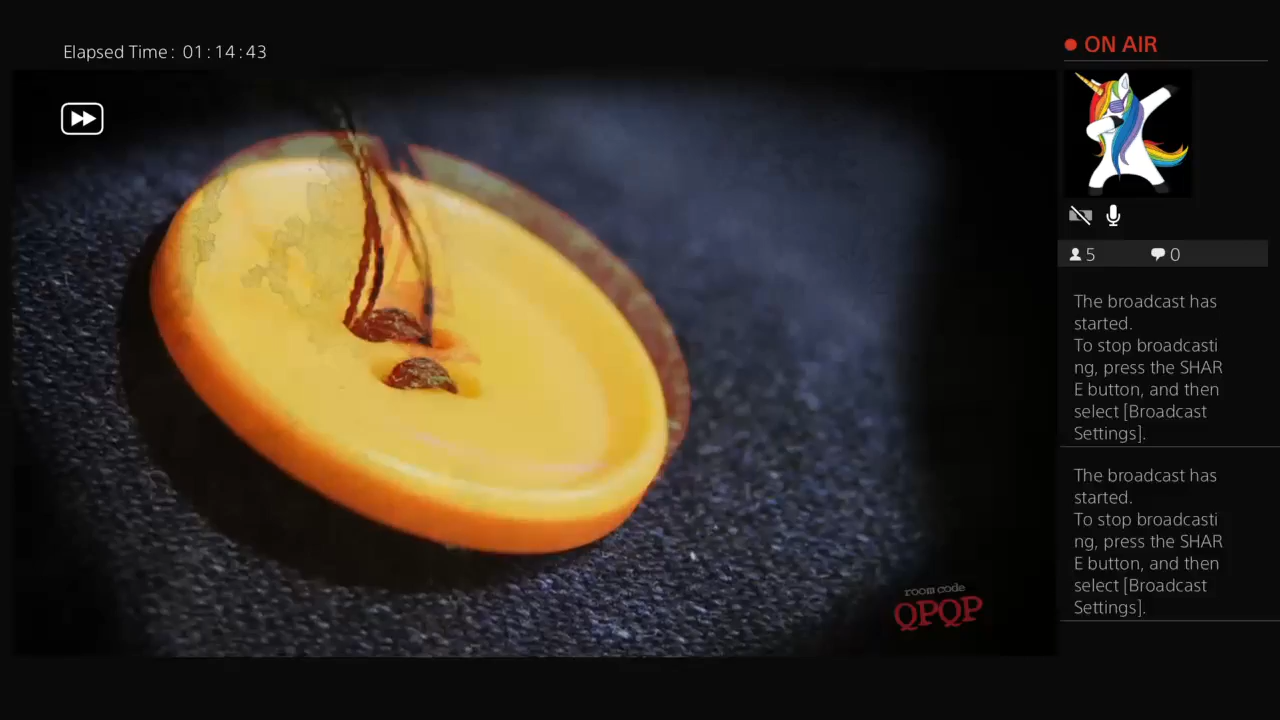 Elapsed Time: 01:14:43
ON AIR
5
0
The broadcast has
started.
To stop broadcasti
ng, press the SHAR
E button, and then
select [Broadcast
Settings].
The broadcast has
started.
To stop broadcasti
ng, press the SHAR
E button, and then
select [Broadcast
Settings].
room code
QPQP